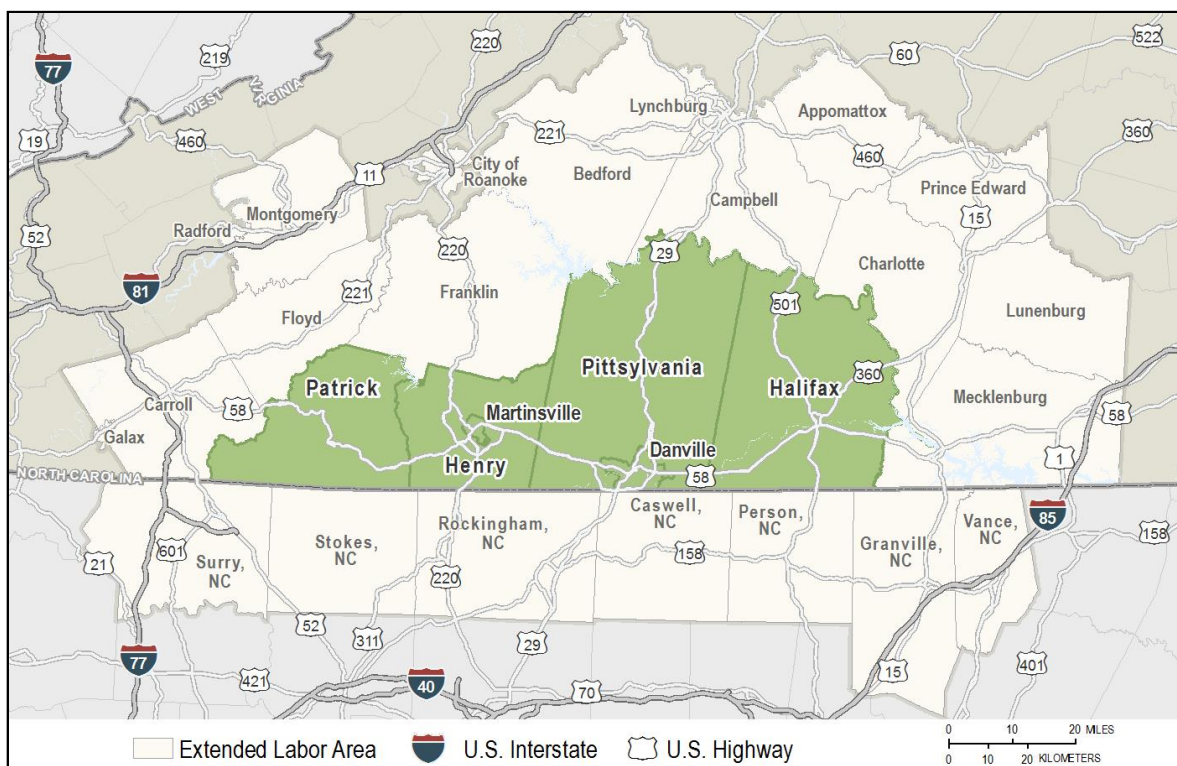 77
219
220
60
522
WEST VIRGINIA
19
460
11
City of
Roanoke
221
Lynchburg
Appomattox
360
Bedford
460
Prince Edward
Montgomery
Radford
Campbell
15
52
220
29
Charlotte
81
221
Franklin
501
Lunenburg
Floyd
Patrick
Pittsylvania
Halifax
360
Carroll
58
Martinsville
Mecklenburg
58
Galax
Henry
Danville
58
1
NORTH CAROLINA
Caswell,
NC
Person,
NC
Rockingham,
NC
Stokes,
NC
Granville,
NC
Vance,
NC
85
158
158
601
Surry,
NC
21
220
52
311
29
77
421
40
70
15
401
Extended Labor Area
U.S. Interstate
U.S. Highway
0 10 20 MILES
0 10 20 KILOMETERS